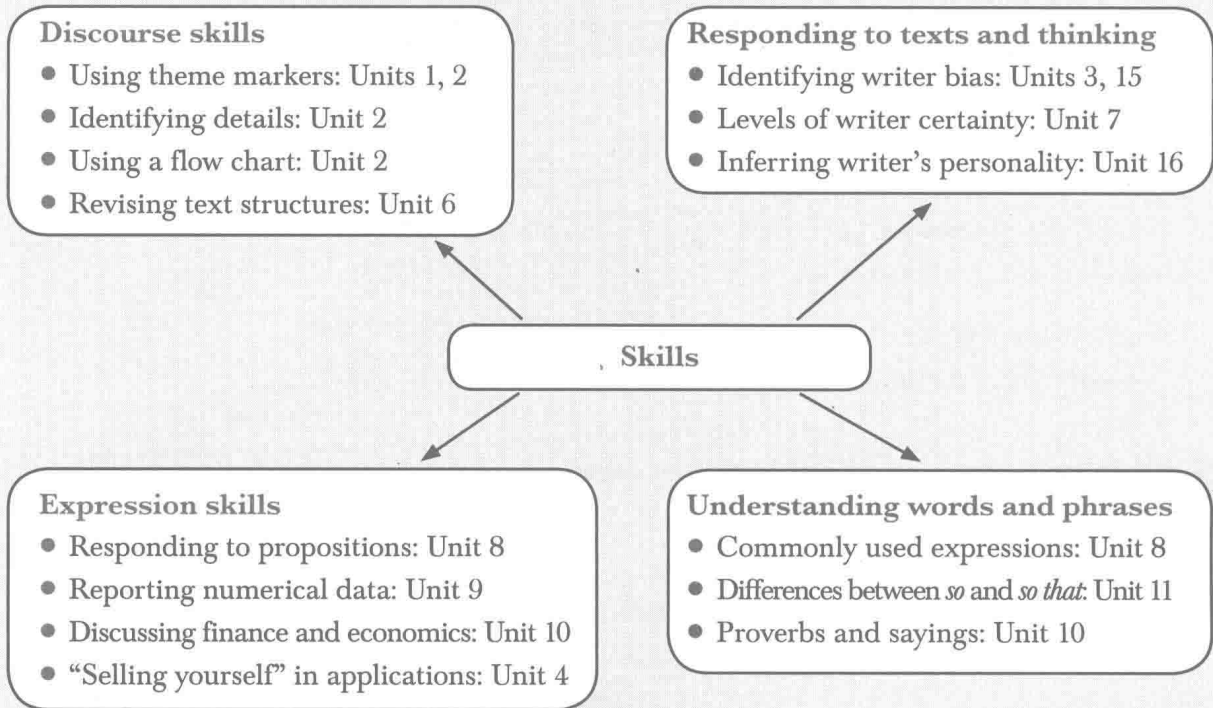 Discourse skills
● Using theme markers: Units 1, 2
● Identifying details: Unit 2
● Using a flow chart: Unit 2
● Revising text structures: Unit 6
Responding to texts and thinking
● Identifying writer bias: Units 3, 15
● Levels of writer certainty: Unit 7
● Inferring writer's personality: Unit 16
Skills
Expression skills
● Responding to propositions: Unit 8
● Reporting numerical data: Unit 9
● Discussing finance and economics: Unit 10
● “Selling yourself” in applications: Unit 4
Understanding words and phrases
● Commonly used expressions: Unit 8
● Differences between so and so that: Unit 11
● Proverbs and sayings: Unit 10